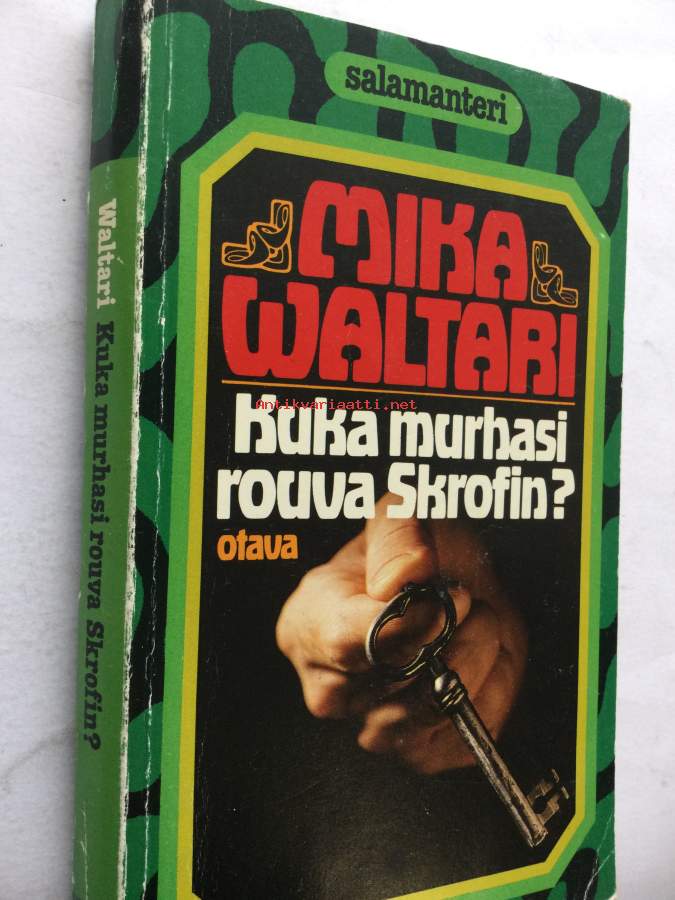 salamanteri
MIKA
WALTARI
Antikvariaatti.net
Kuka murhasi
rouva Skrofin?
otava
Waltari Kuka murhasi rouva Skrofin?